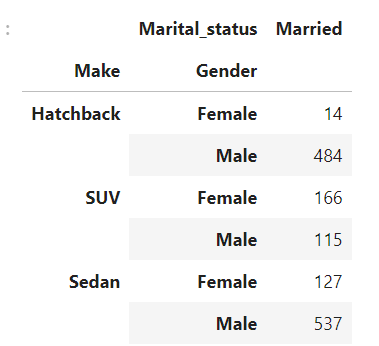 :
Marital_status Married
Make Gender
Hatchback Female 14
Male 484
SUV Female 166
Male 115
Sedan Female 127
Male 537